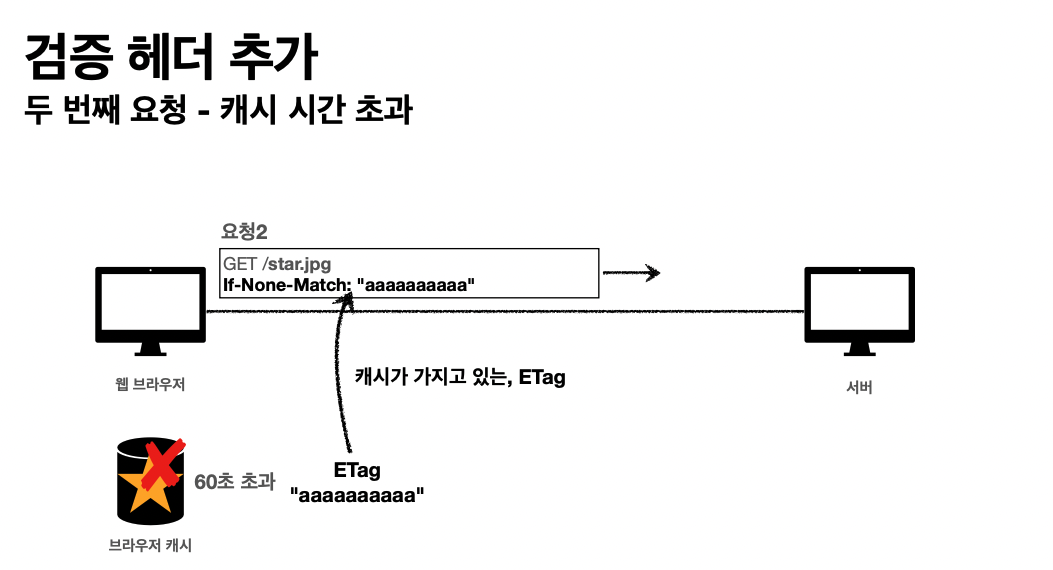 검증 헤더 추가
두 번째 요청 - 캐시 시간 초과
요청2
GET /star.jpg
If-None-Match: "aaaaaaaaaa"
웹 브라우저
캐시가 가지고 있는, ETag
서버
60초 초과
ETag
"aaaaaaaaaa"
브라우저 캐시